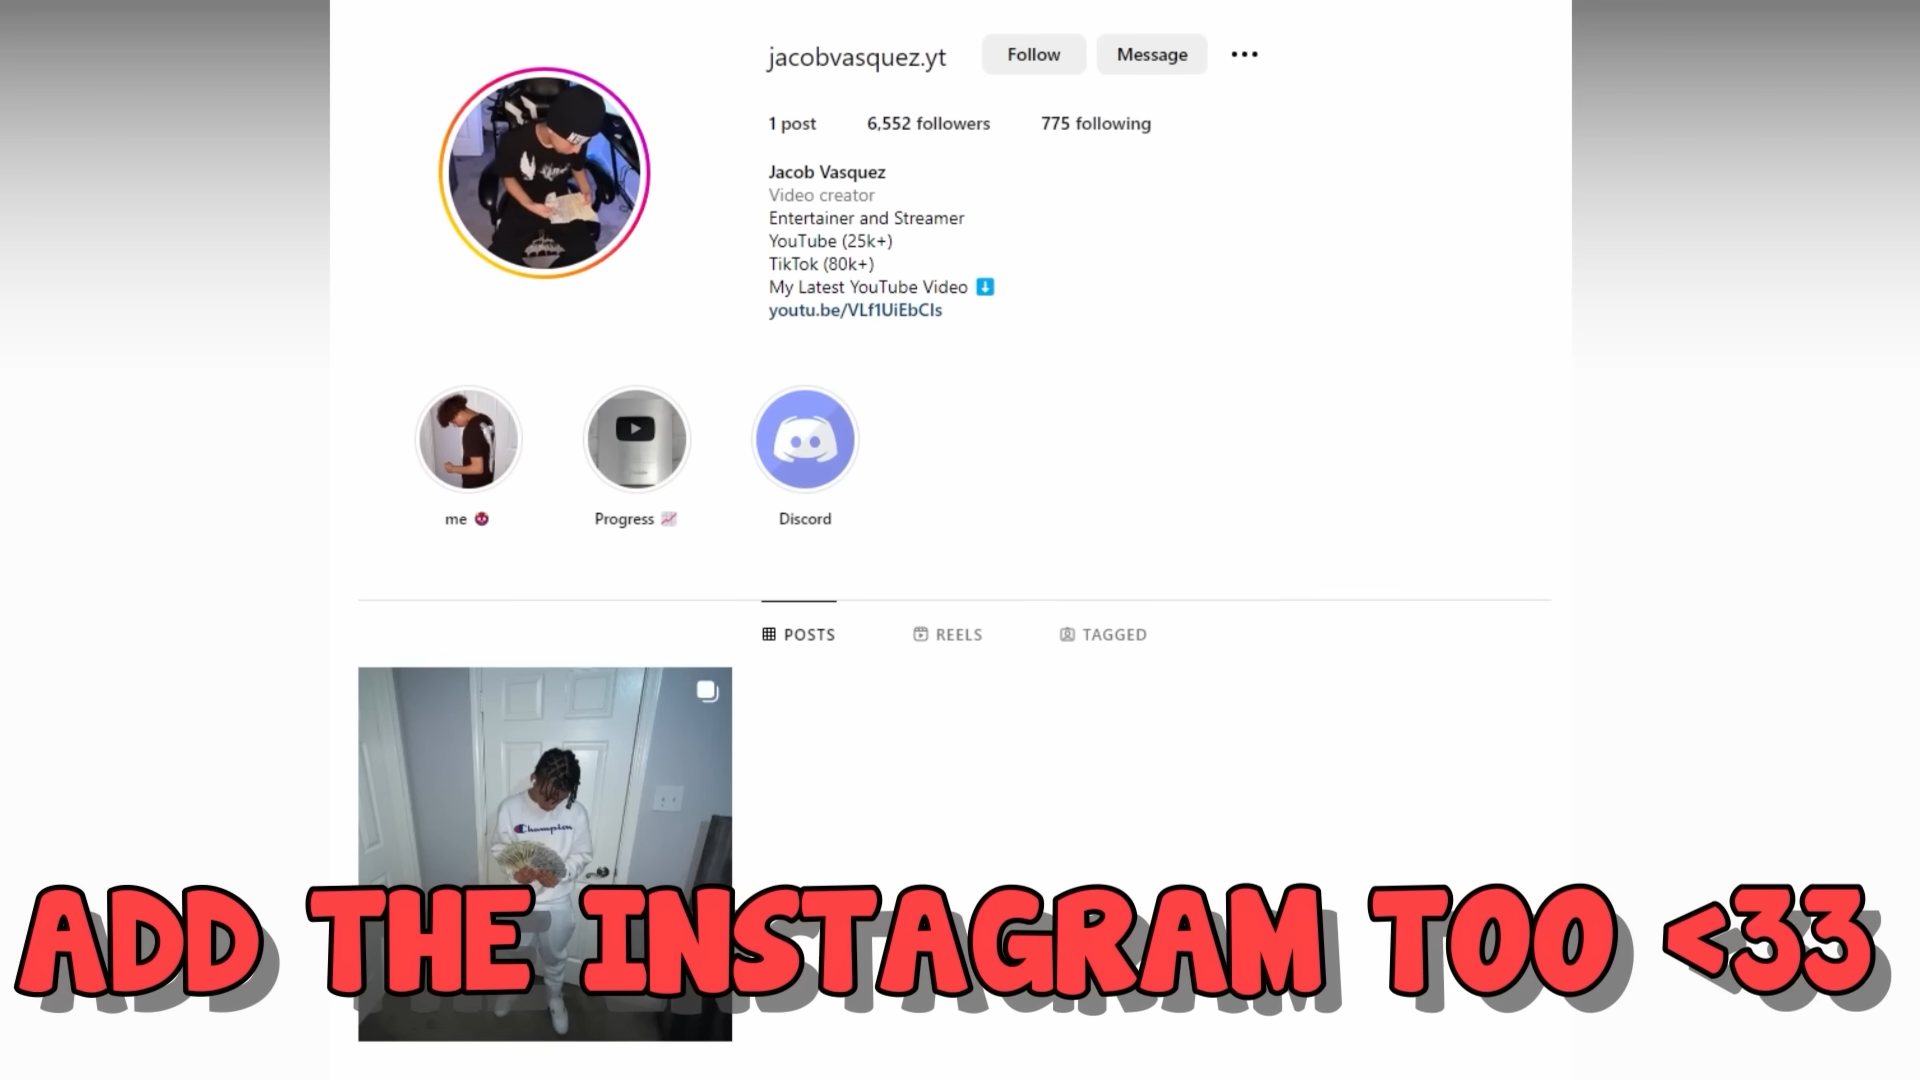 jacobvasquez.yt Follow Message
1 post 6,552 followers 775 following
Jacob Vasquez
Video creator
Entertainer and Streamer
YouTube (25k+)
TikTok (80k+)
My Latest YouTube Video ⬇️
youtu.be/VLf1UiEbCIs
me Progress 📈 Discord
POSTS REELS TAGGED
Champion
ADD THE INSTAGRAM TOO <33